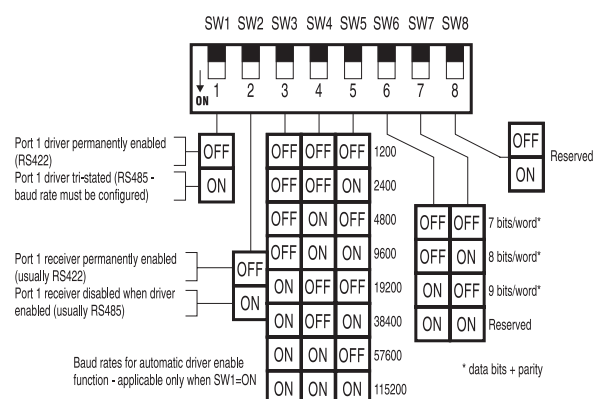 SW1 SW2 SW3 SW4 SW5 SW6 SW7 SW8
ON
1 2 3 4 5 6 7 8
Port 1 driver permanently enabled
(RS422)
Port 1 driver tri-stated (RS485 -
baud rate must be configured)
OFF
ON
Port 1 receiver permanently enabled
(usually RS422)
Port 1 receiver disabled when driver
enabled (usually RS485)
OFF
ON
OFF OFF OFF 1200
OFF OFF ON 2400
OFF ON OFF 4800
OFF ON ON 9600
ON OFF OFF 19200
ON OFF ON 38400
ON ON OFF 57600
ON ON ON 115200
Baud rates for automatic driver enable
function - applicable only when SW1=ON
OFF OFF 7 bits/word*
OFF ON 8 bits/word*
ON OFF 9 bits/word*
ON ON Reserved
* data bits + parity
OFF
ON
Reserved